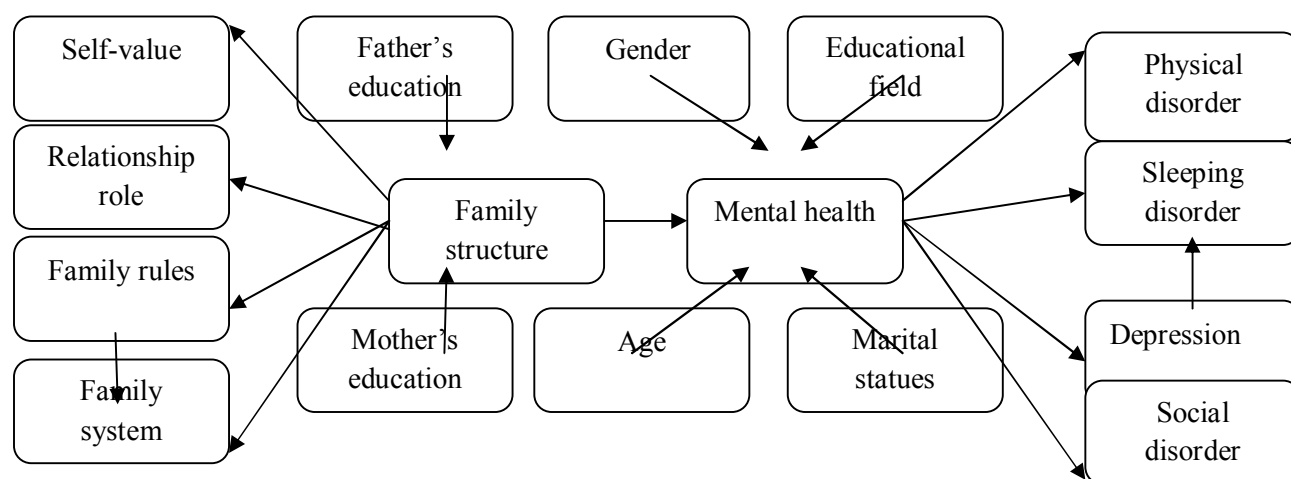 Self-value
Father’s
education
Gender
Educational
field
Physical
disorder
Relationship
role
Sleeping
disorder
Family
structure
Mental health
Family rules
Mother’s
education
Age
Marital
statues
Depression
Family
system
Social
disorder